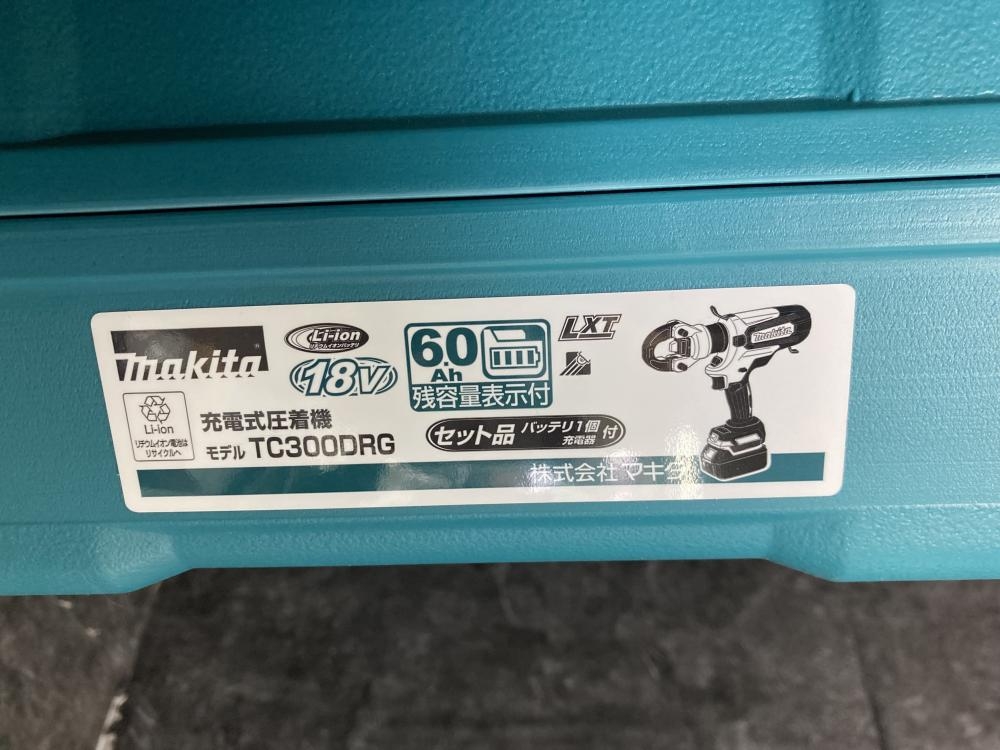 makita
Li-ion
リチウムイオンバッテリ
18V
6.0
Ah
残容量表示付
LXT
makita
Li-ion
リチウムイオン電池は
リサイクルへ
充電式圧着機
モデル TC300DRG
セット品 バッテリ1個
充電器 付
株式会社マキタ